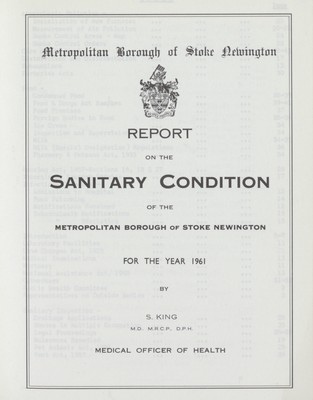 Metropolitan Borough of Stoke Newington
REPORT
ON THE
SANITARY CONDITION
OF THE
METROPOLITAN BOROUGH of STOKE NEWINGTON
FOR THE YEAR 1961
BY
S. KING
M.D. M.R.C.P., D.P.H.
MEDICAL OFFICER OF HEALTH